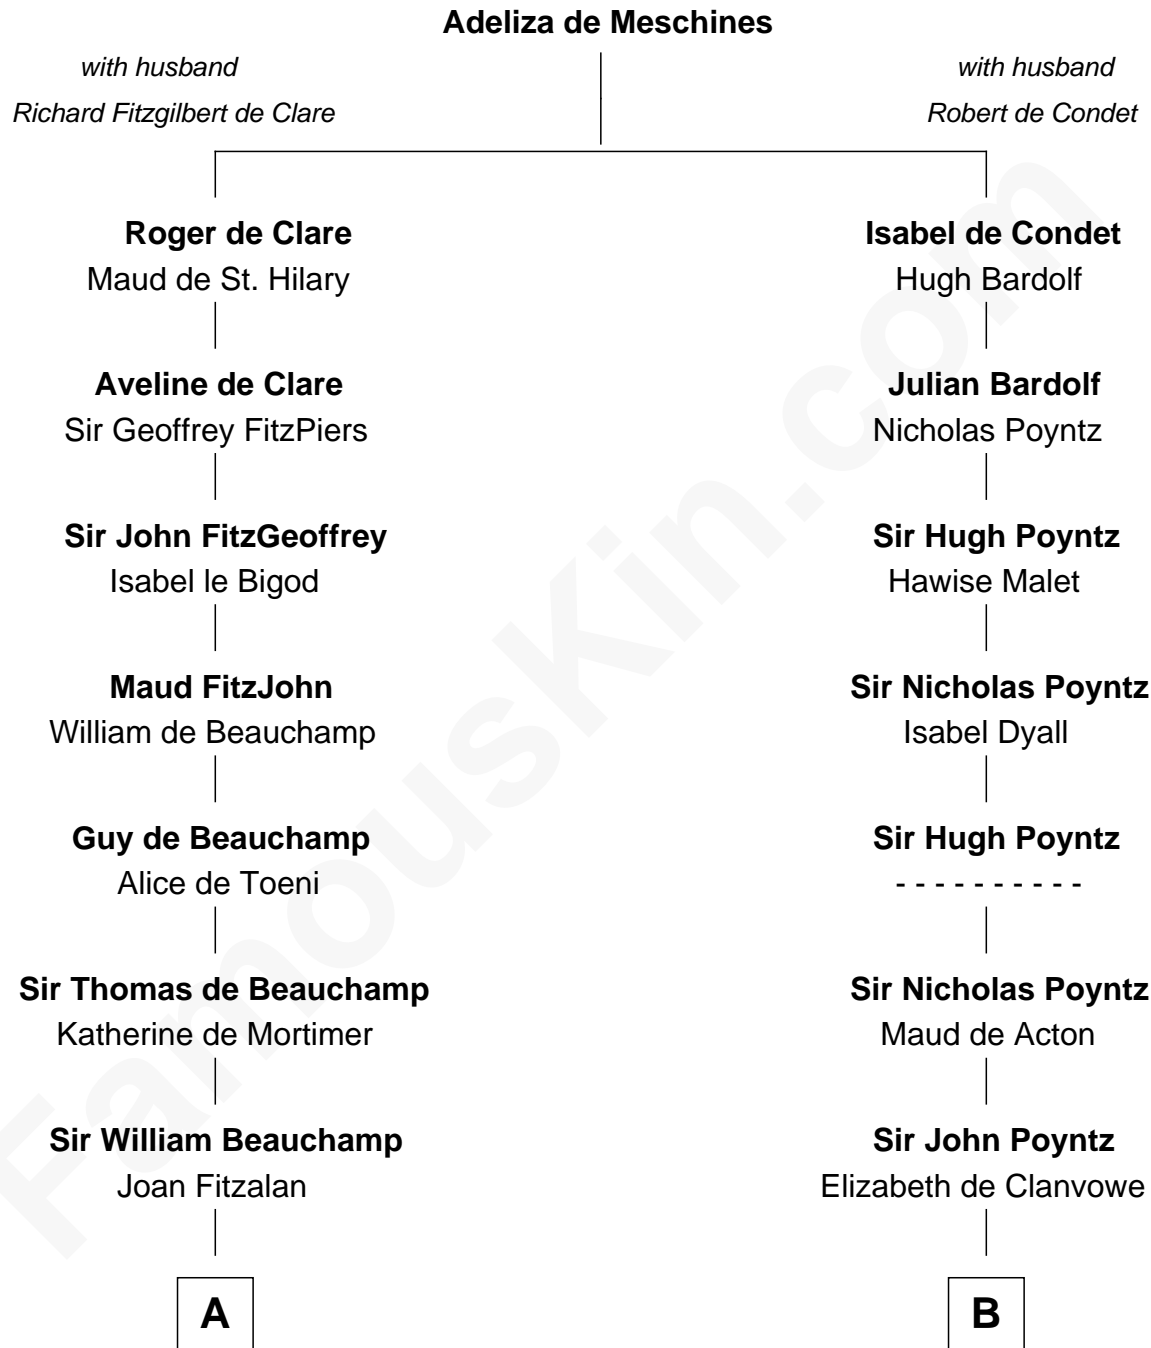 Adeliza de Meschines
with husband
Richard Fitzgilbert de Clare
with husband
Robert de Condet
Roger de Clare
Maud de St. Hilary
Isabel de Condet
Hugh Bardolf
Aveline de Clare
Sir Geoffrey FitzPiers
Julian Bardolf
Nicholas Poyntz
Sir John FitzGeoffrey
Isabel le Bigod
Sir Hugh Poyntz
Hawise Malet
Maud FitzJohn
William de Beauchamp
Sir Nicholas Poyntz
Isabel Dyall
Guy de Beauchamp
Alice de Toeni
Sir Hugh Poyntz
- - - - - - - - - -
Sir Thomas de Beauchamp
Katherine de Mortimer
Sir Nicholas Poyntz
Maud de Acton
Sir William Beauchamp
Joan Fitzalan
Sir John Poyntz
Elizabeth de Clanvowe
A
B
FamousKin.com